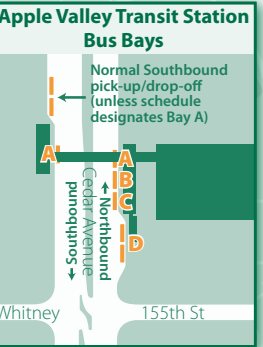 Apple Valley Transit Station
Bus Bays
Normal Southbound
pick-up/drop-off
(unless schedule
designates Bay A)
A
A
B
C
D
Cedar Avenue
← Southbound
← Northbound
Whitney
155th St